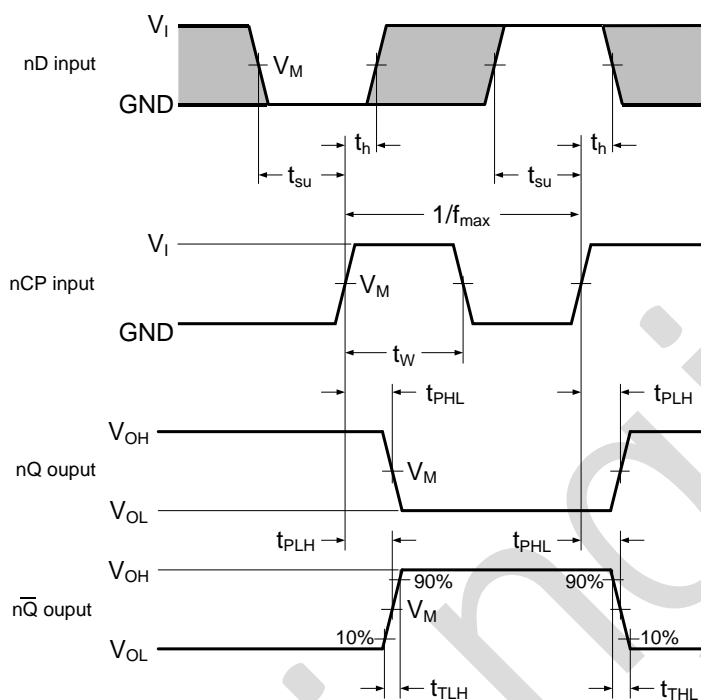 V_I
nD input
V_M
GND
t_h
t_h
t_su
t_su
1/f_max
V_I
nCP input
V_M
GND
t_W
t_PHL
t_PLH
V_OH
nQ ouput
V_M
V_OL
t_PLH
t_PHL
V_OH
90%
90%
nQ̅ ouput
V_M
10%
10%
V_OL
t_TLH
t_THL